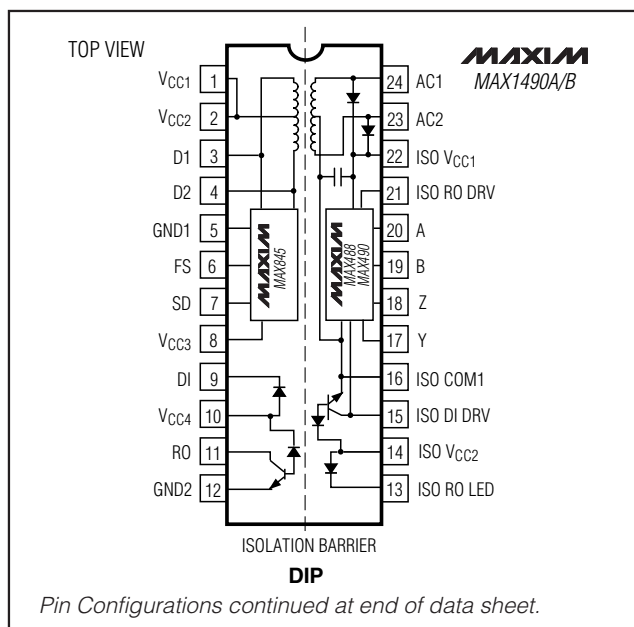 TOP VIEW
MAXIM
MAX1490A/B
VCC1 1
VCC2 2
D1 3
D2 4
GND1 5
FS 6
SD 7
VCC3 8
DI 9
VCC4 10
RO 11
GND2 12
MAXIM
MAX845
MAXIM
MAX488
MAX490
24 AC1
23 AC2
22 ISO VCC1
21 ISO RO DRV
20 A
19 B
18 Z
17 Y
16 ISO COM1
15 ISO DI DRV
14 ISO VCC2
13 ISO RO LED
ISOLATION BARRIER
DIP
Pin Configurations continued at end of data sheet.